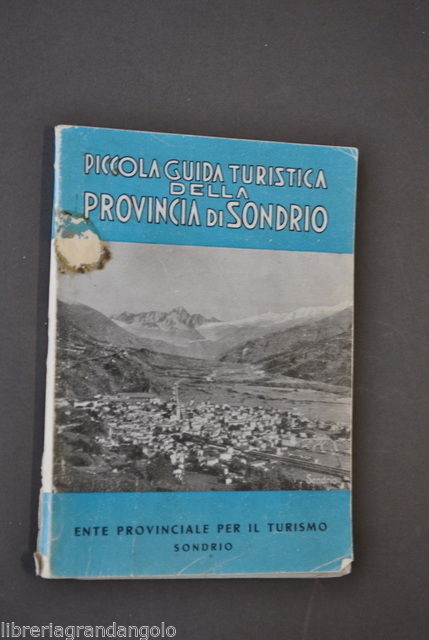 PICCOLA GUIDA TURISTICA
DELLA
PROVINCIA DI SONDRIO
ENTE PROVINCIALE PER IL TURISMO
SONDRIO
libreriagrandangolo